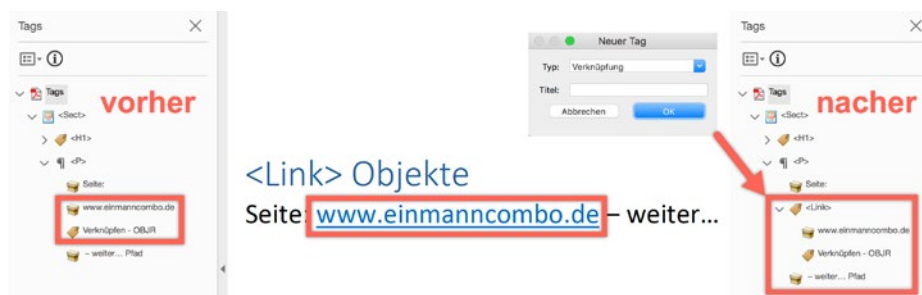 Tags
Tags
vorher
<Sect>
<H1>
<P>
Seite:
www.einmanncombo.de
Verknüpfen - OBJR
– weiter... Pfad
<Link> Objekte
Seite: www.einmanncombo.de – weiter...
Neuer Tag
Typ: Verknüpfung
Titel:
Abbrechen OK
Tags
Tags
nacher
<Sect>
<H1>
<P>
Seite:
<Link>
www.einmanncombo.de
Verknüpfen - OBJR
– weiter... Pfad